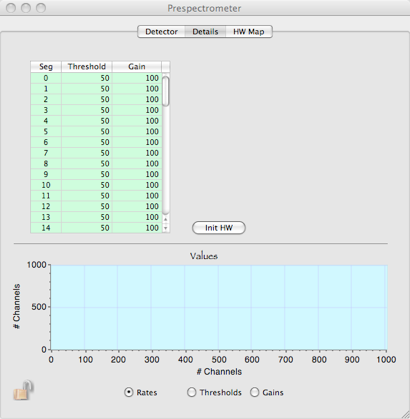 Prespectrometer
Detector Details HW Map
Seg Threshold Gain
0 50 100
1 50 100
2 50 100
3 50 100
4 50 100
5 50 100
6 50 100
7 50 100
8 50 100
9 50 100
10 50 100
11 50 100
12 50 100
13 50 100
14 50 100
Init HW
Values
# Channels
1000
500
0
0 100 200 300 400 500 600 700 800 900 1000
# Channels
Rates Thresholds Gains